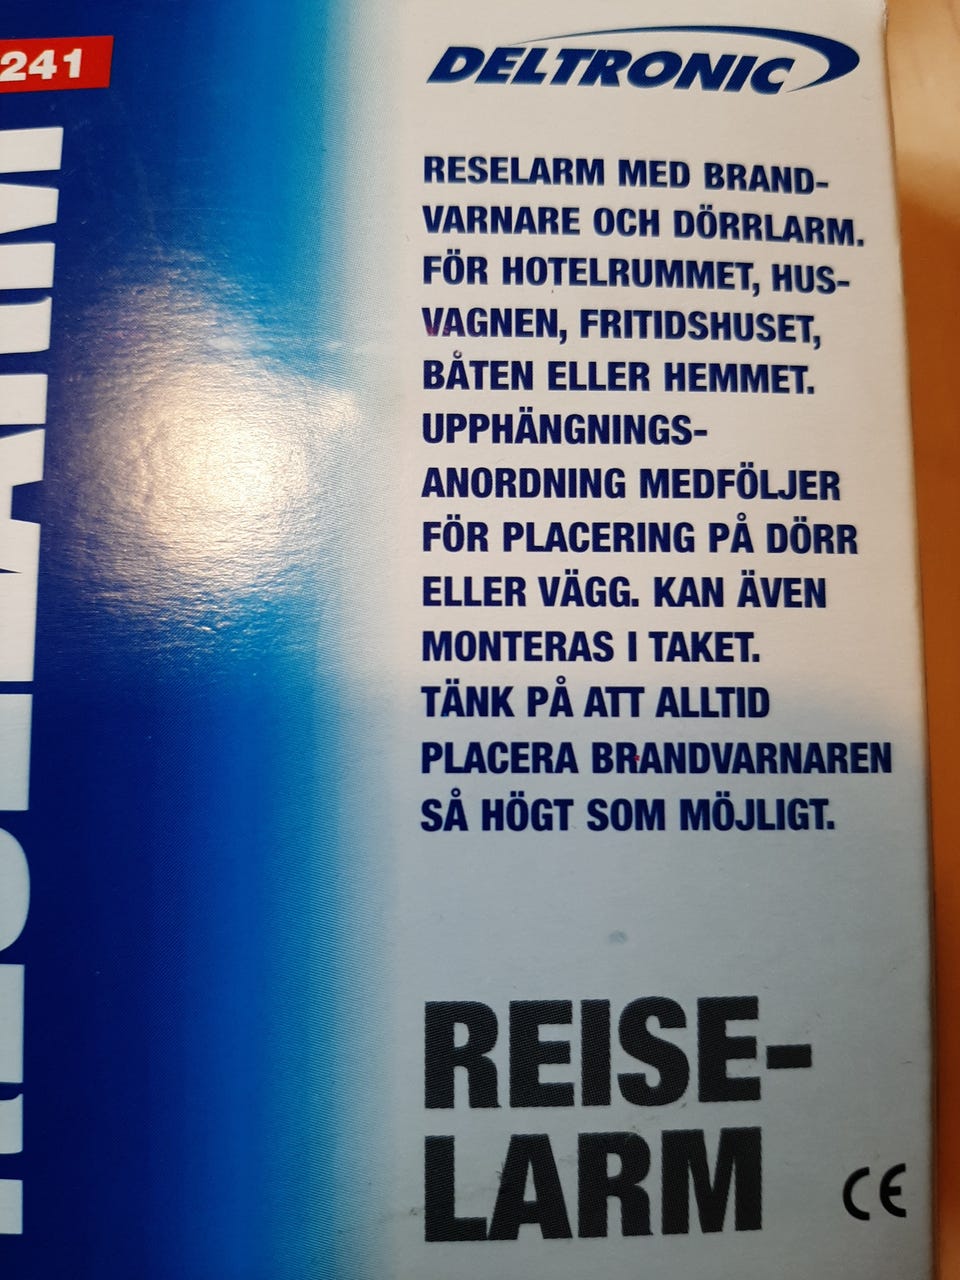 241
DELTRONIC
RESELARM MED BRAND-
VARNARE OCH DÖRRLARM.
FÖR HOTELRUMMET, HUS-
VAGNEN, FRITIDSHUSET,
BÅTEN ELLER HEMMET.
UPPHÄNGNINGS-
ANORDNING MEDFÖLJER
FÖR PLACERING PÅ DÖRR
ELLER VÄGG. KAN ÄVEN
MONTERAS I TAKET.
TÄNK PÅ ATT ALLTID
PLACERA BRANDVARNAREN
SÅ HÖGT SOM MÖJLIGT.
REISE-
LARM
CE